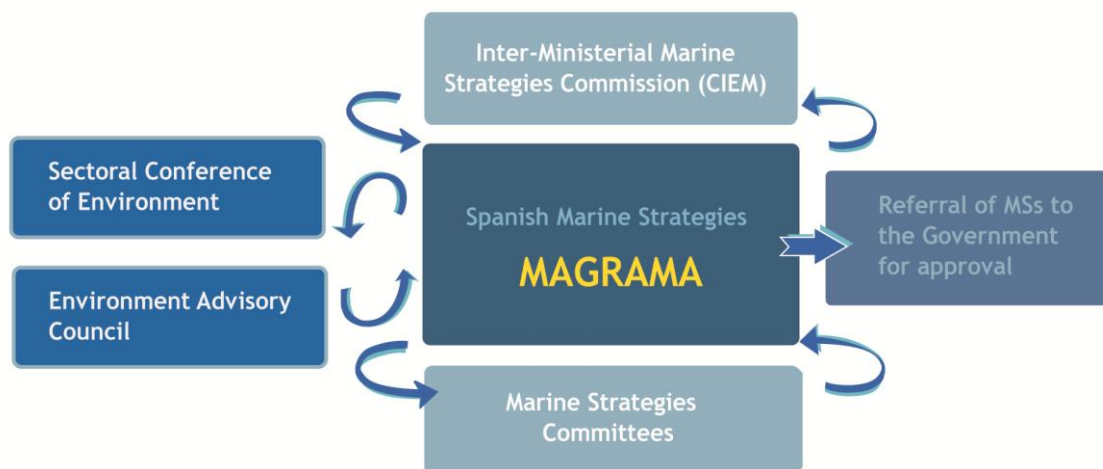 Inter-Ministerial Marine
Strategies Commission (CIEM)
Sectoral Conference
of Environment
Environment Advisory
Council
Spanish Marine Strategies
MAGRAMA
Referral of MSs to
the Government
for approval
Marine Strategies
Committees